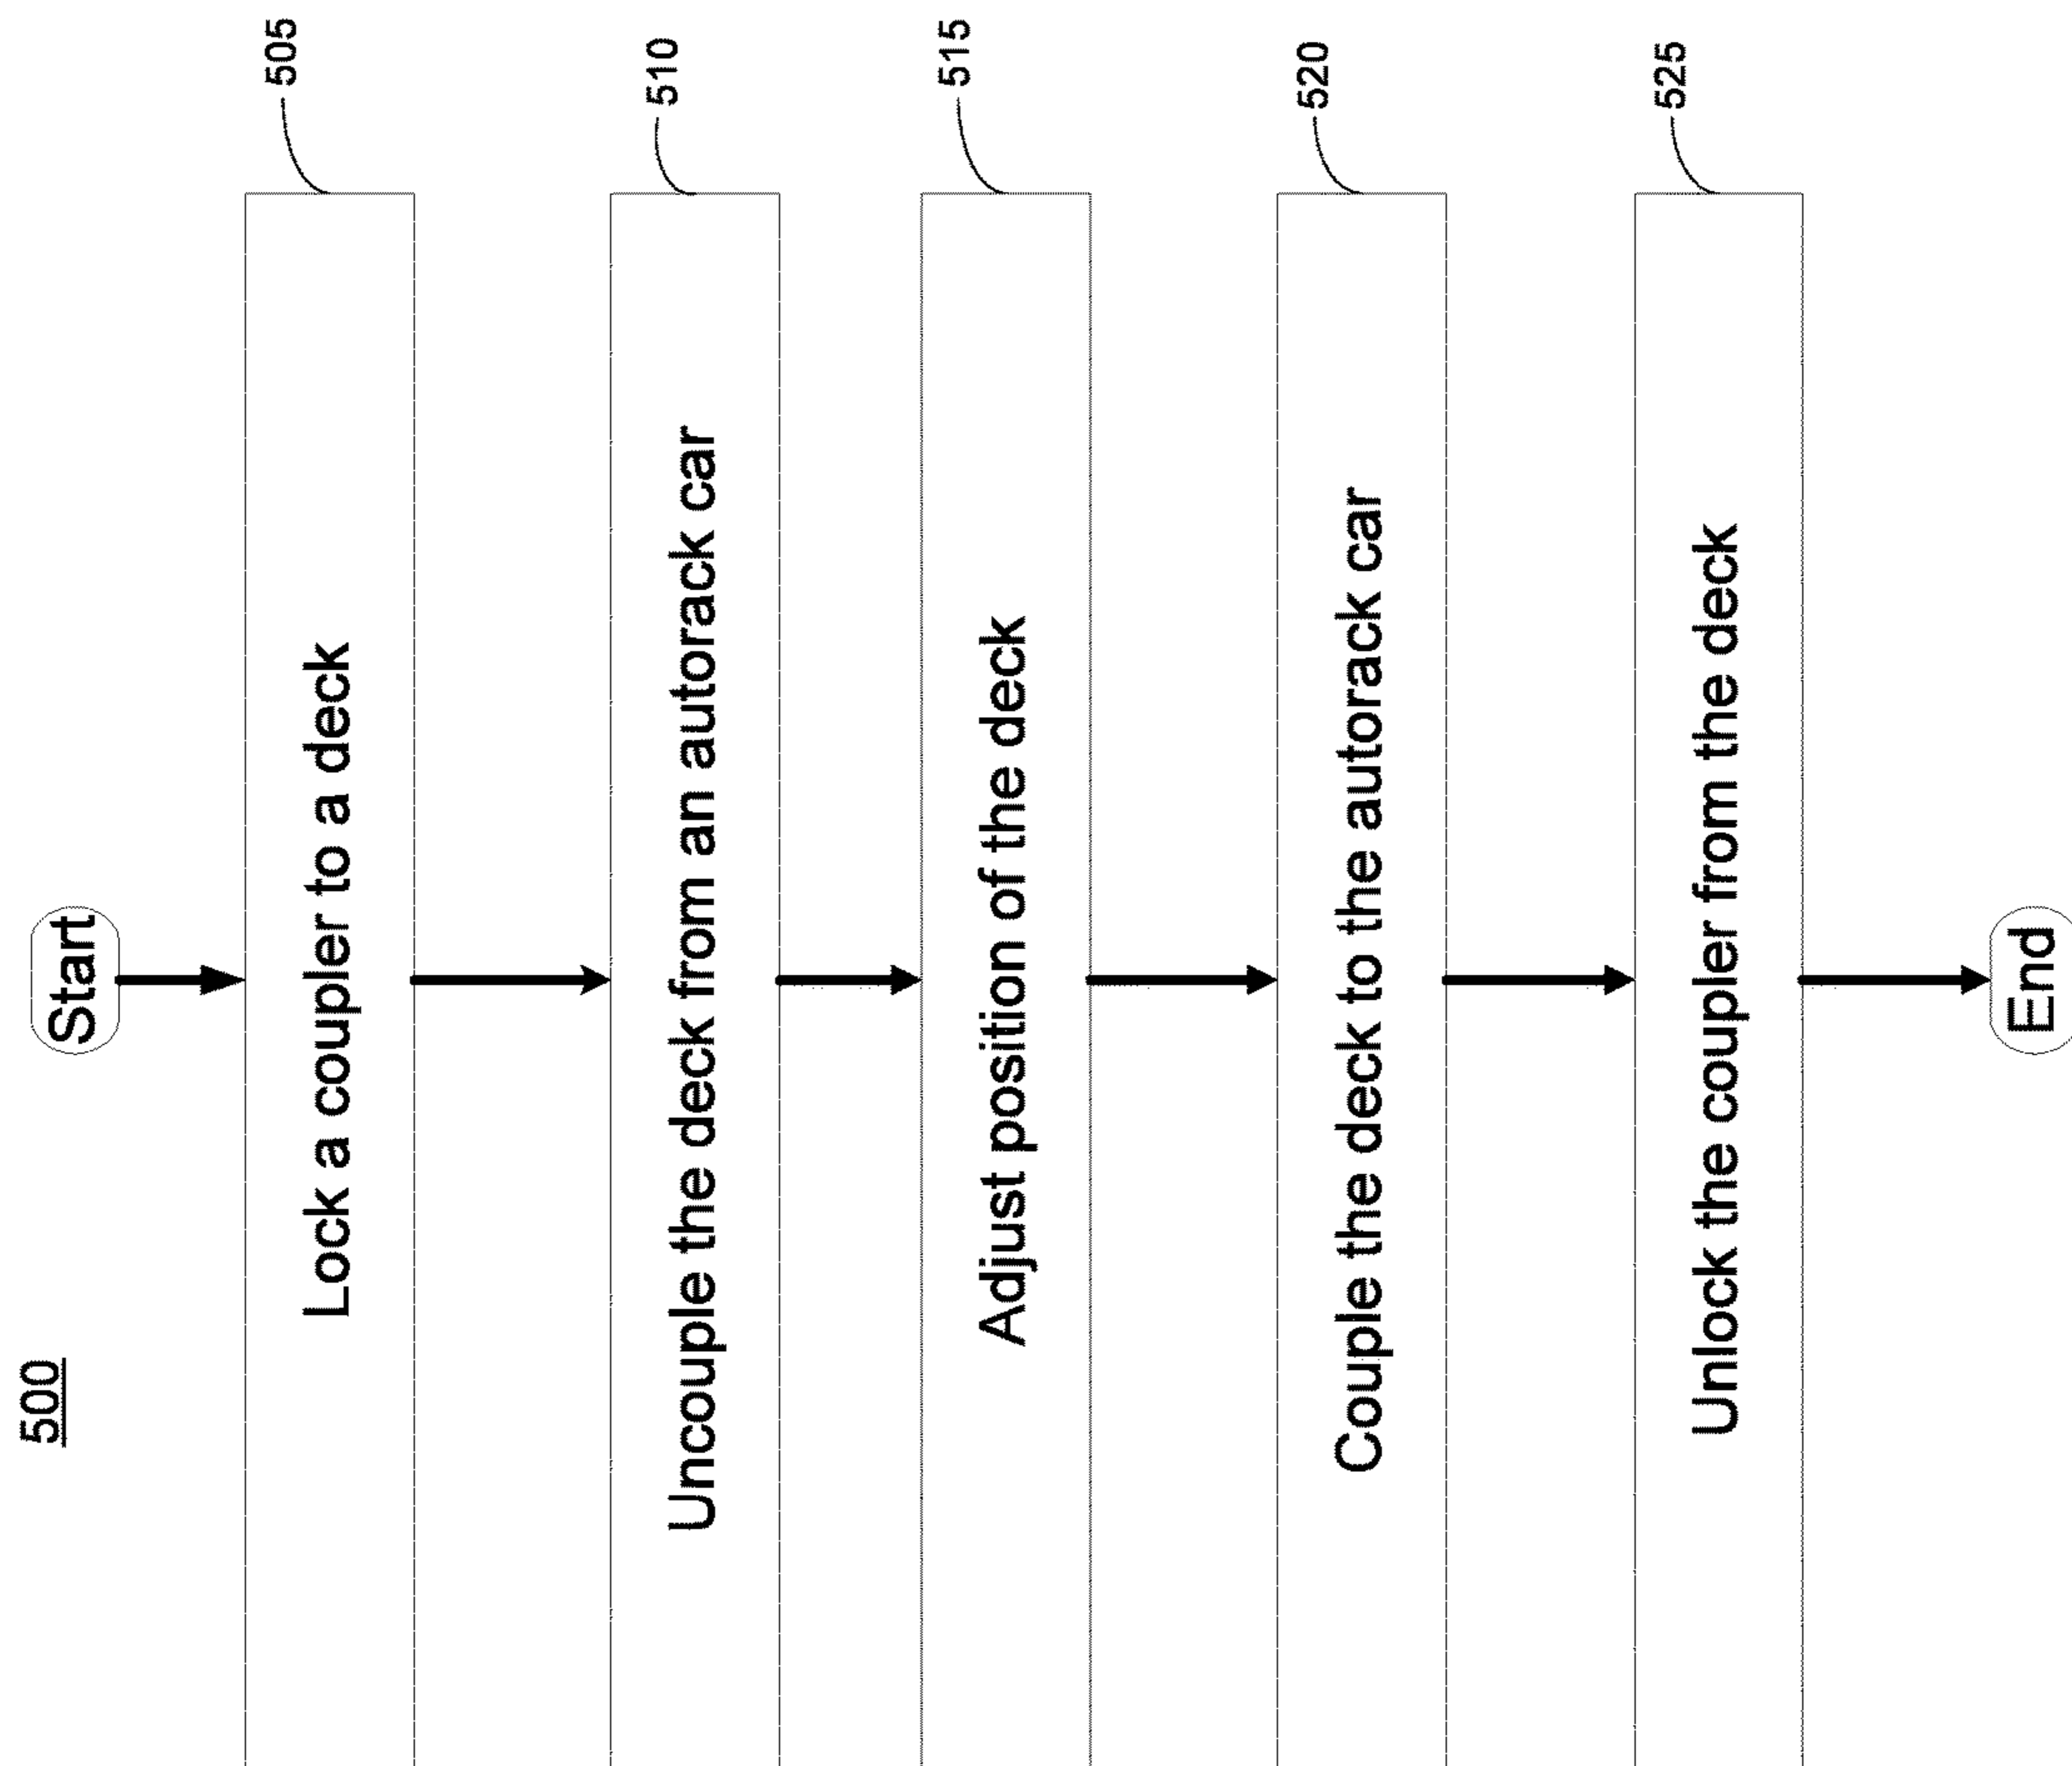 500
Start
Lock a coupler to a deck
505
Uncouple the deck from an autorack car
510
Adjust position of the deck
515
Couple the deck to the autorack car
520
Unlock the coupler from the deck
525
End